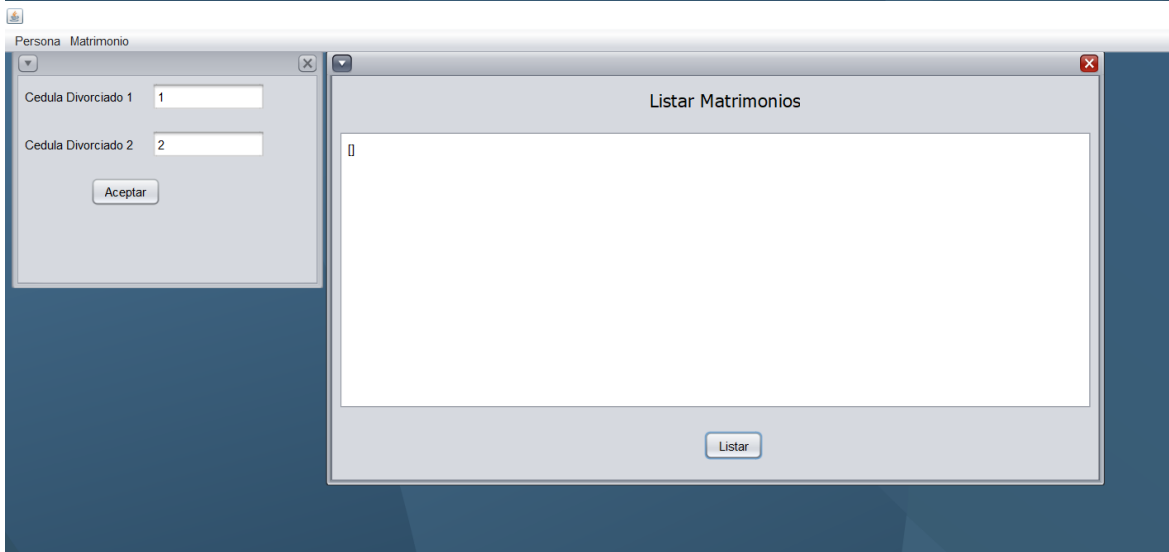 Persona Matrimonio
Cedula Divorciado 1 1
Cedula Divorciado 2 2
Aceptar
Listar Matrimonios
[]
Listar